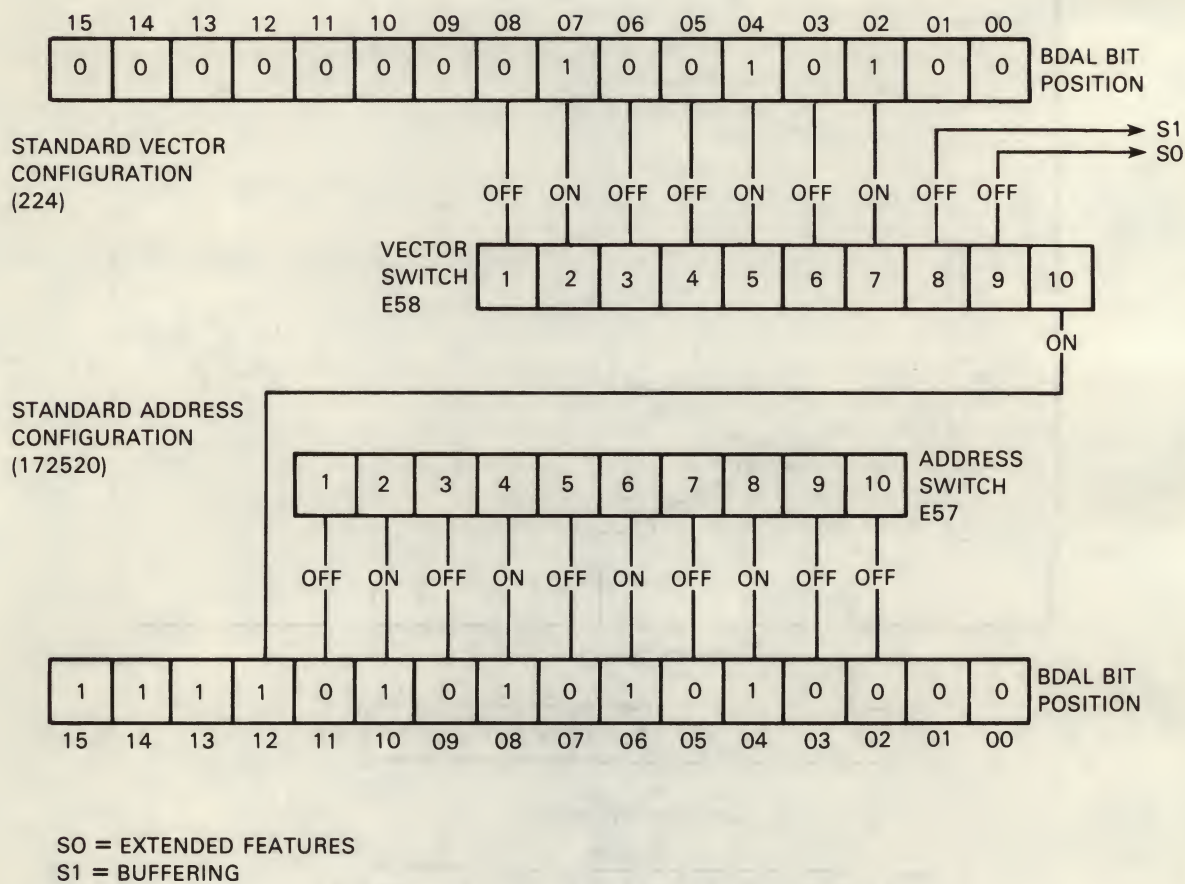 15 14 13 12 11 10 09 08 07 06 05 04 03 02 01 00
0 0 0 0 0 0 0 0 1 0 0 1 0 1 0 0
BDAL BIT
POSITION
STANDARD VECTOR
CONFIGURATION
(224)
S1
S0
OFF ON OFF OFF ON OFF ON OFF OFF
VECTOR
SWITCH
E58
1 2 3 4 5 6 7 8 9 10
ON
STANDARD ADDRESS
CONFIGURATION
(172520)
1 2 3 4 5 6 7 8 9 10
ADDRESS
SWITCH
E57
OFF ON OFF ON OFF ON OFF ON OFF OFF
1 1 1 1 0 1 0 1 0 1 0 1 0 0 0 0
BDAL BIT
POSITION
15 14 13 12 11 10 09 08 07 06 05 04 03 02 01 00
S0 = EXTENDED FEATURES
S1 = BUFFERING